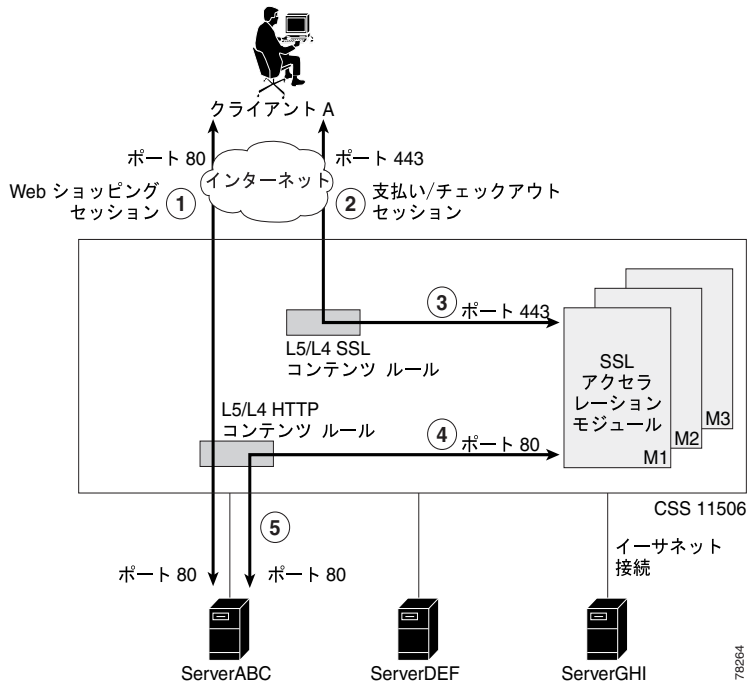 クライアント A
ポート 80
ポート 443
インターネット
Web ショッピング
セッション
1
2
支払い/チェックアウト
セッション
3
ポート 443
L5/L4 SSL
コンテンツ ルール
SSL
アクセラ
レーション
モジュール
M1
M2
M3
L5/L4 HTTP
コンテンツ ルール
4
ポート 80
CSS 11506
5
イーサネット
接続
ポート 80
ポート 80
ServerABC
ServerDEF
ServerGHI
78264